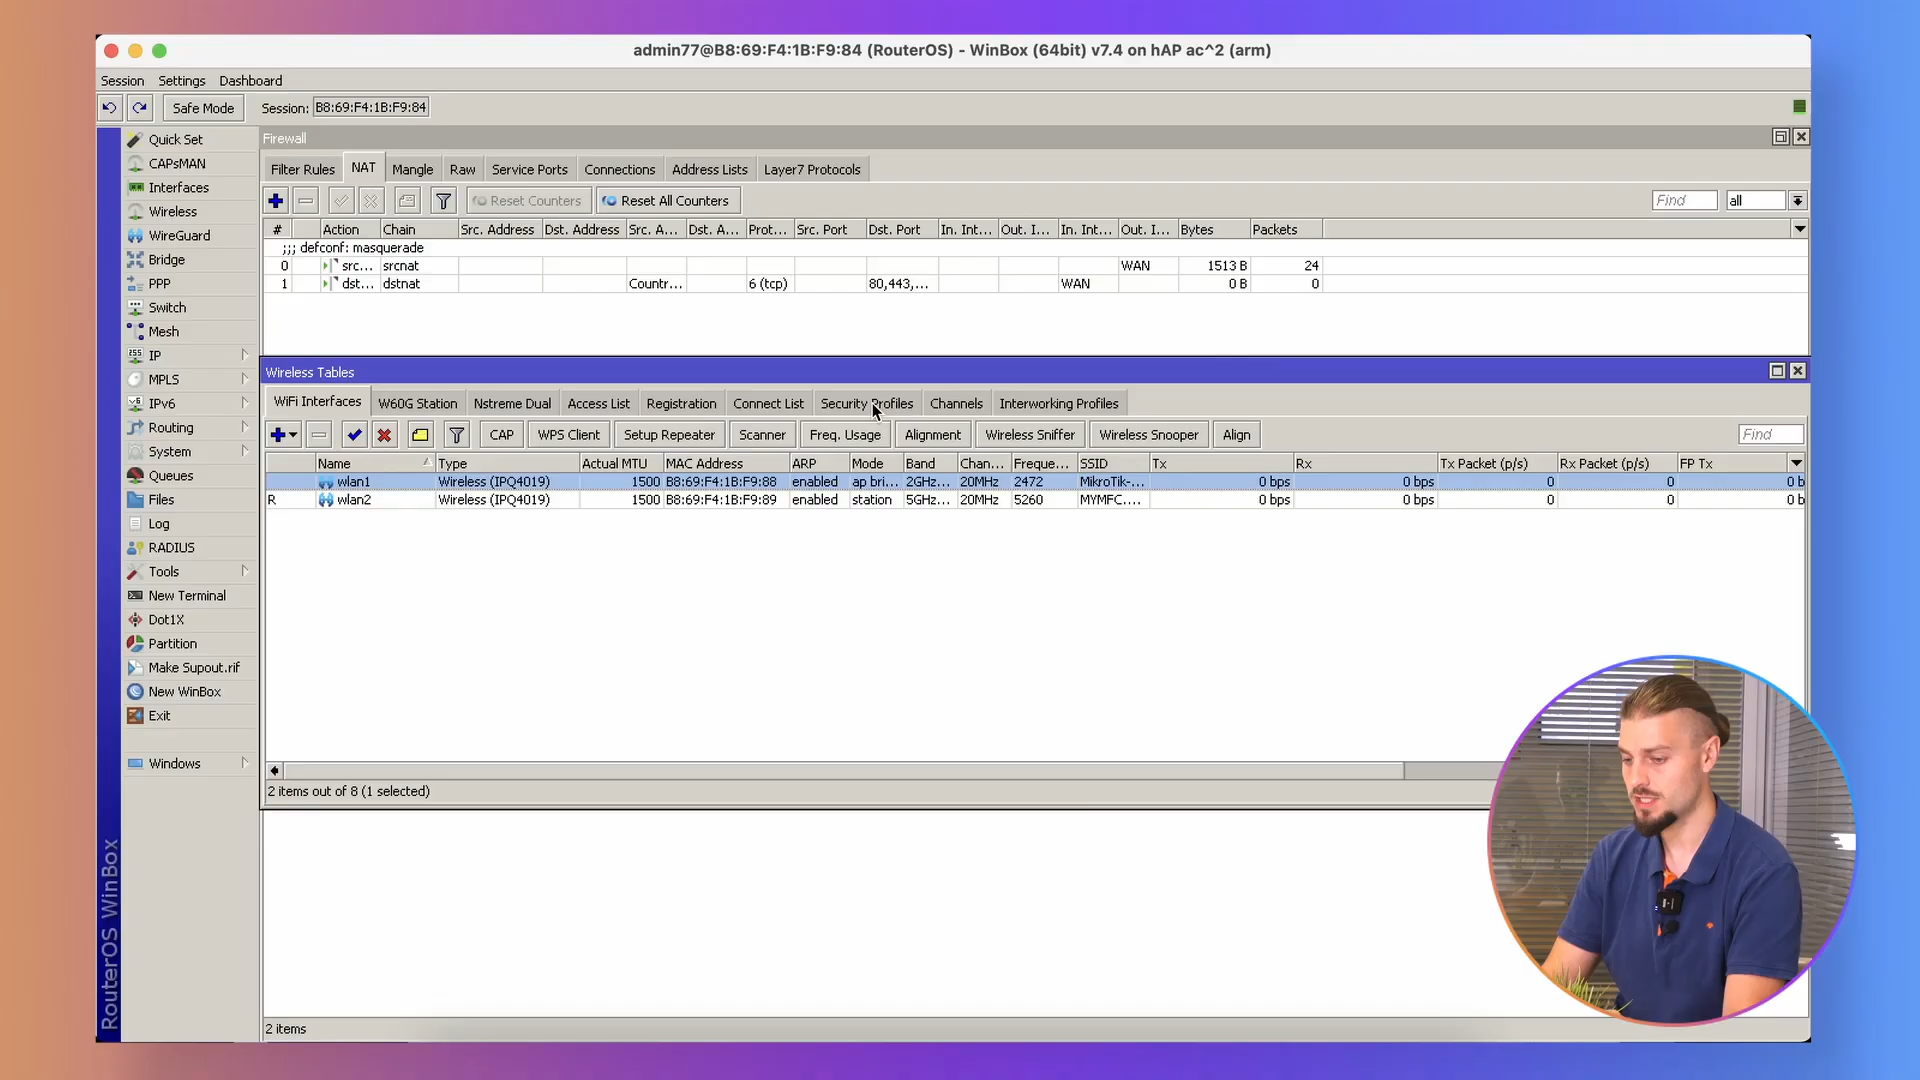 admin77@B8:69:F4:1B:F9:84 (RouterOS) - WinBox (64bit) v7.4 on hAP ac^2 (arm)
Session Settings Dashboard
Safe Mode Session: B8:69:F4:1B:F9:84
Quick Set
CAPsMAN
Interfaces
Wireless
WireGuard
Bridge
PPP
Switch
Mesh
IP
MPLS
IPv6
Routing
System
Queues
Files
Log
RADIUS
Tools
New Terminal
Dot1X
Partition
Make Supout.rif
New WinBox
Exit
Windows
RouterOS WinBox
Firewall
Filter Rules NAT Mangle Raw Service Ports Connections Address Lists Layer7 Protocols
Reset Counters Reset All Counters Find all
# Action Chain Src. Address Dst. Address Src. A... Dst. A... Prot... Src. Port Dst. Port In. Int... Out. I... In. Int... Out. I... Bytes Packets
;;; defconf: masquerade
0 src... srcnat WAN 1513 B 24
1 dst... dstnat Countr... 6 (tcp) 80,443,... WAN 0 B 0
Wireless Tables
WiFi Interfaces W60G Station Nstreme Dual Access List Registration Connect List Security Profiles Channels Interworking Profiles
CAP WPS Client Setup Repeater Scanner Freq. Usage Alignment Wireless Sniffer Wireless Snooper Align Find
Name Type Actual MTU MAC Address ARP Mode Band Chan... Freque... SSID Tx Rx Tx Packet (p/s) Rx Packet (p/s) FP Tx
wlan1 Wireless (IPQ4019) 1500 B8:69:F4:1B:F9:88 enabled ap bri... 2GHz... 20MHz 2472 MikroTik-... 0 bps 0 bps 0 0 0 b
R wlan2 Wireless (IPQ4019) 1500 B8:69:F4:1B:F9:89 enabled station 5GHz... 20MHz 5260 MYMFC.... 0 bps 0 bps 0 0 0 b
2 items out of 8 (1 selected)
2 items